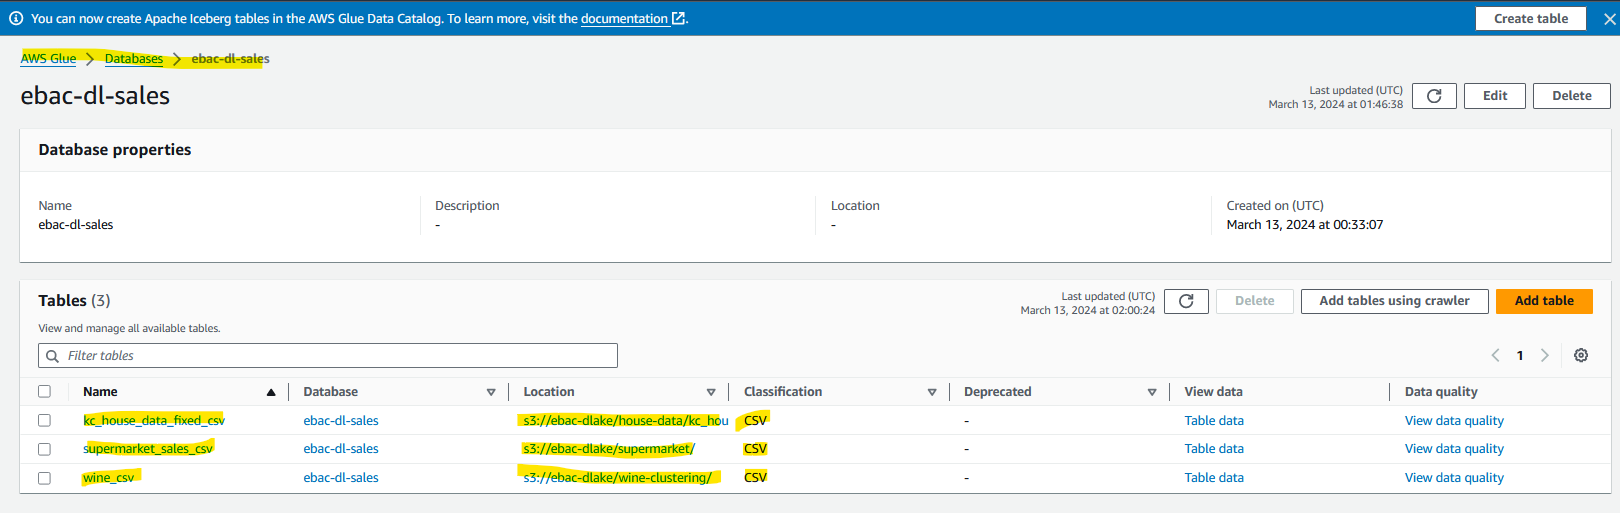 You can now create Apache Iceberg tables in the AWS Glue Data Catalog. To learn more, visit the documentation. Create table
AWS Glue > Databases > ebac-dl-sales
ebac-dl-sales
Last updated (UTC)
March 13, 2024 at 01:46:38
Edit
Delete
Database properties
Name
ebac-dl-sales
Description
-
Location
-
Created on (UTC)
March 13, 2024 at 00:33:07
Tables (3)
View and manage all available tables.
Last updated (UTC)
March 13, 2024 at 02:00:24
Delete
Add tables using crawler
Add table
Filter tables
1
Name Database Location Classification Deprecated View data Data quality
kc_house_data_fixed_csv ebac-dl-sales s3://ebac-dlake/house-data/kc_hou CSV - Table data View data quality
supermarket_sales_csv ebac-dl-sales s3://ebac-dlake/supermarket/ CSV - Table data View data quality
wine_csv ebac-dl-sales s3://ebac-dlake/wine-clustering/ CSV - Table data View data quality